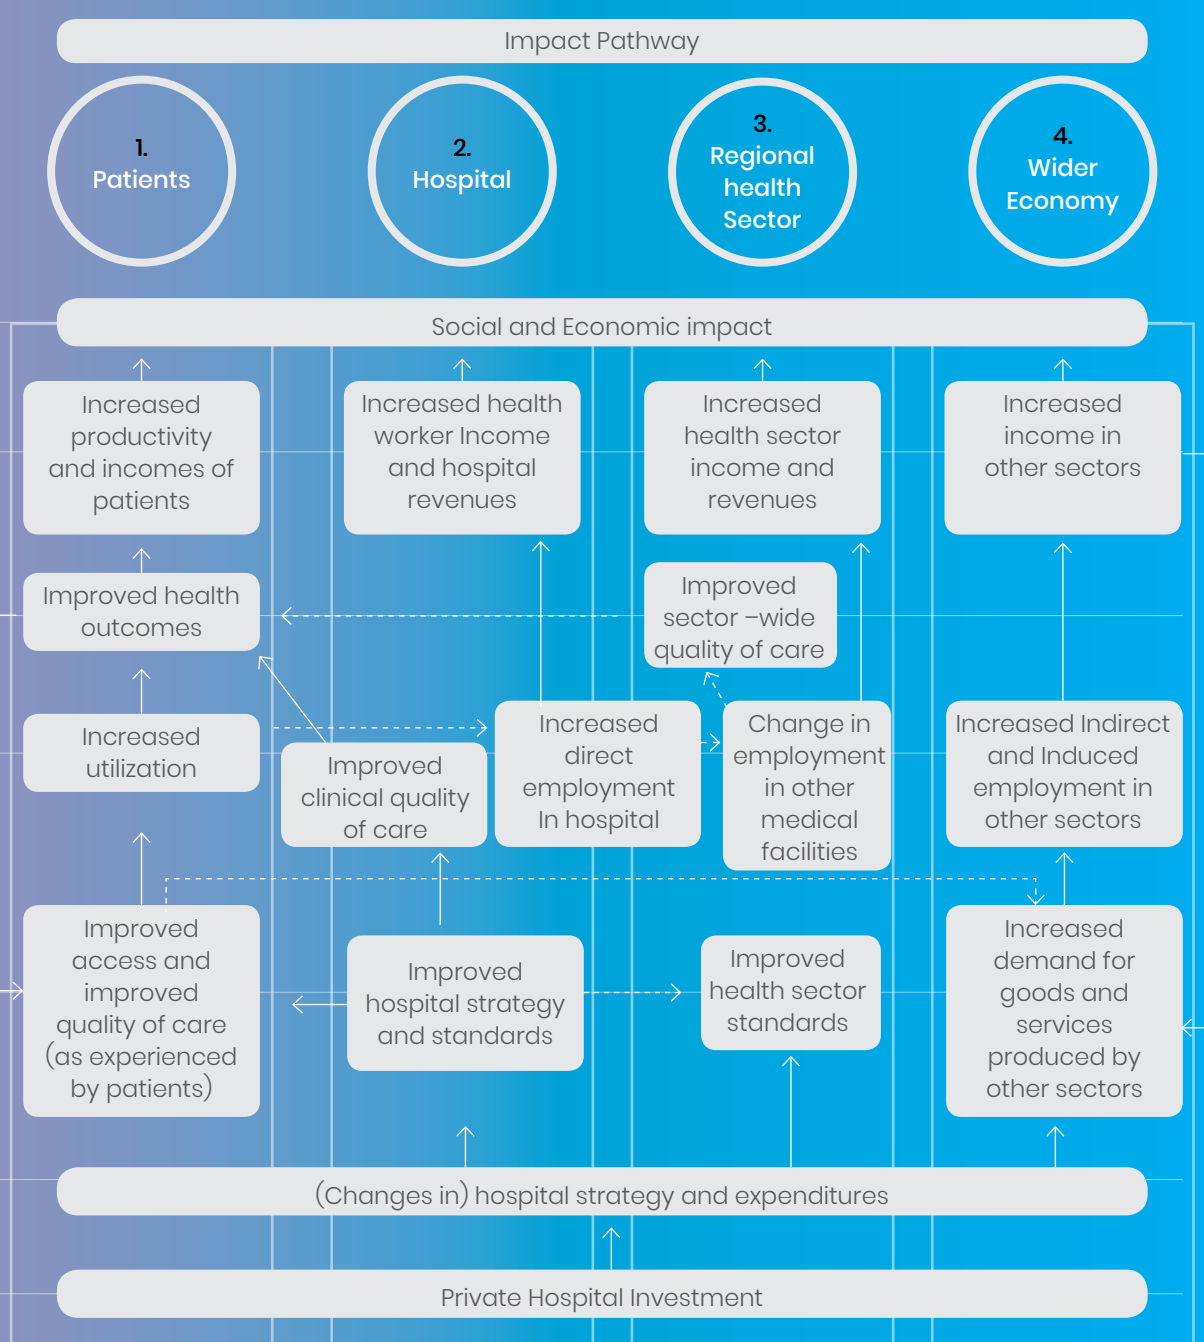 Impact Pathway
1.
Patients
2.
Hospital
3.
Regional
health
Sector
4.
Wider
Economy
Social and Economic impact
Increased
productivity
and incomes of
patients
Increased health
worker Income
and hospital
revenues
Increased
health sector
income and
revenues
Increased
income in
other sectors
Improved health
outcomes
Improved
sector –wide
quality of care
Increased
utilization
Improved
clinical quality
of care
Increased
direct
employment
In hospital
Change in
employment
in other
medical
facilities
Increased Indirect
and Induced
employment in
other sectors
Improved
access and
improved
quality of care
(as experienced
by patients)
Improved
hospital strategy
and standards
Improved
health sector
standards
Increased
demand for
goods and
services
produced by
other sectors
(Changes in) hospital strategy and expenditures
Private Hospital Investment